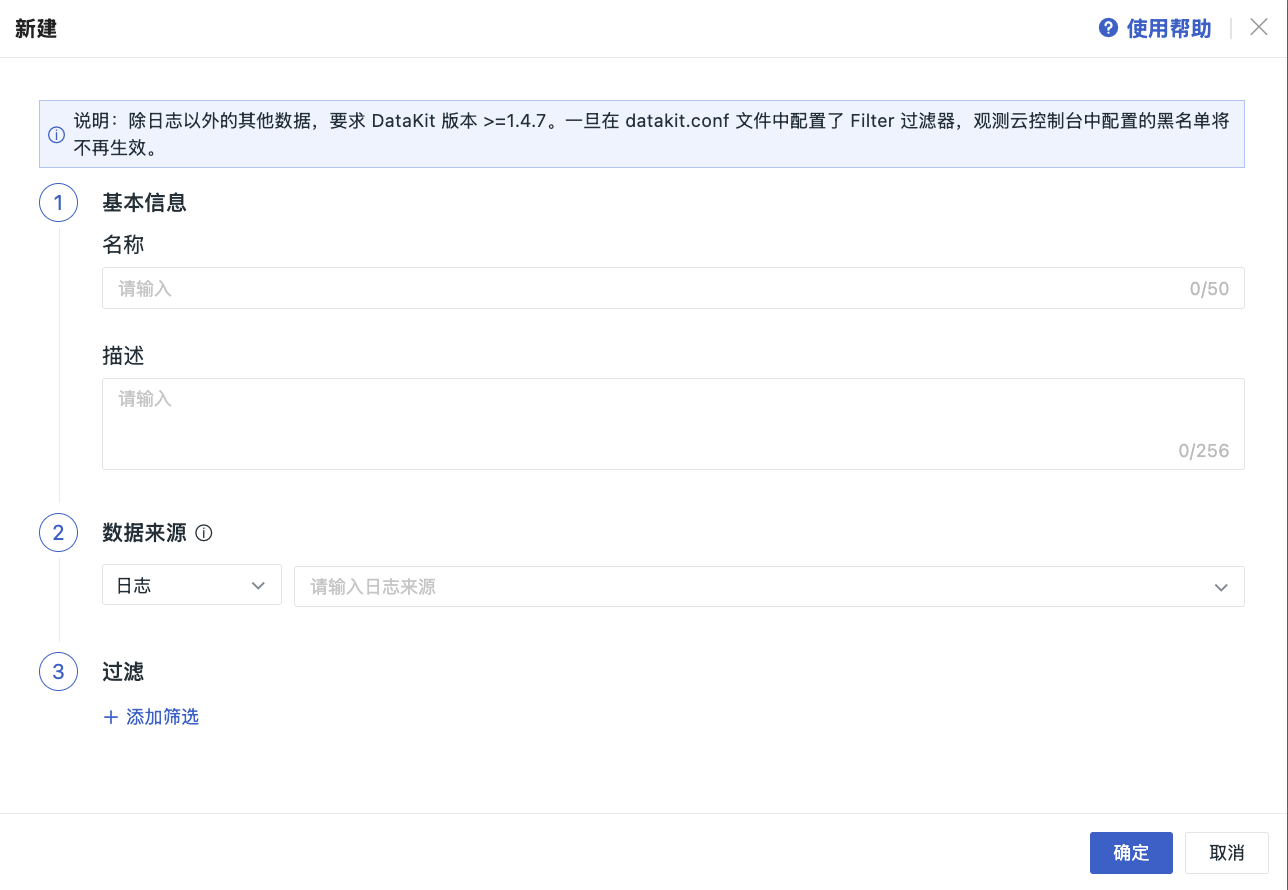 新建
使用帮助
说明：除日志以外的其他数据，要求 DataKit 版本 >=1.4.7。一旦在 datakit.conf 文件中配置了 Filter 过滤器，观测云控制台中配置的黑名单将
不再生效。
1 基本信息
名称
请输入 0/50
描述
请输入
0/256
2 数据来源
日志 请输入日志来源
3 过滤
+ 添加筛选
确定 取消